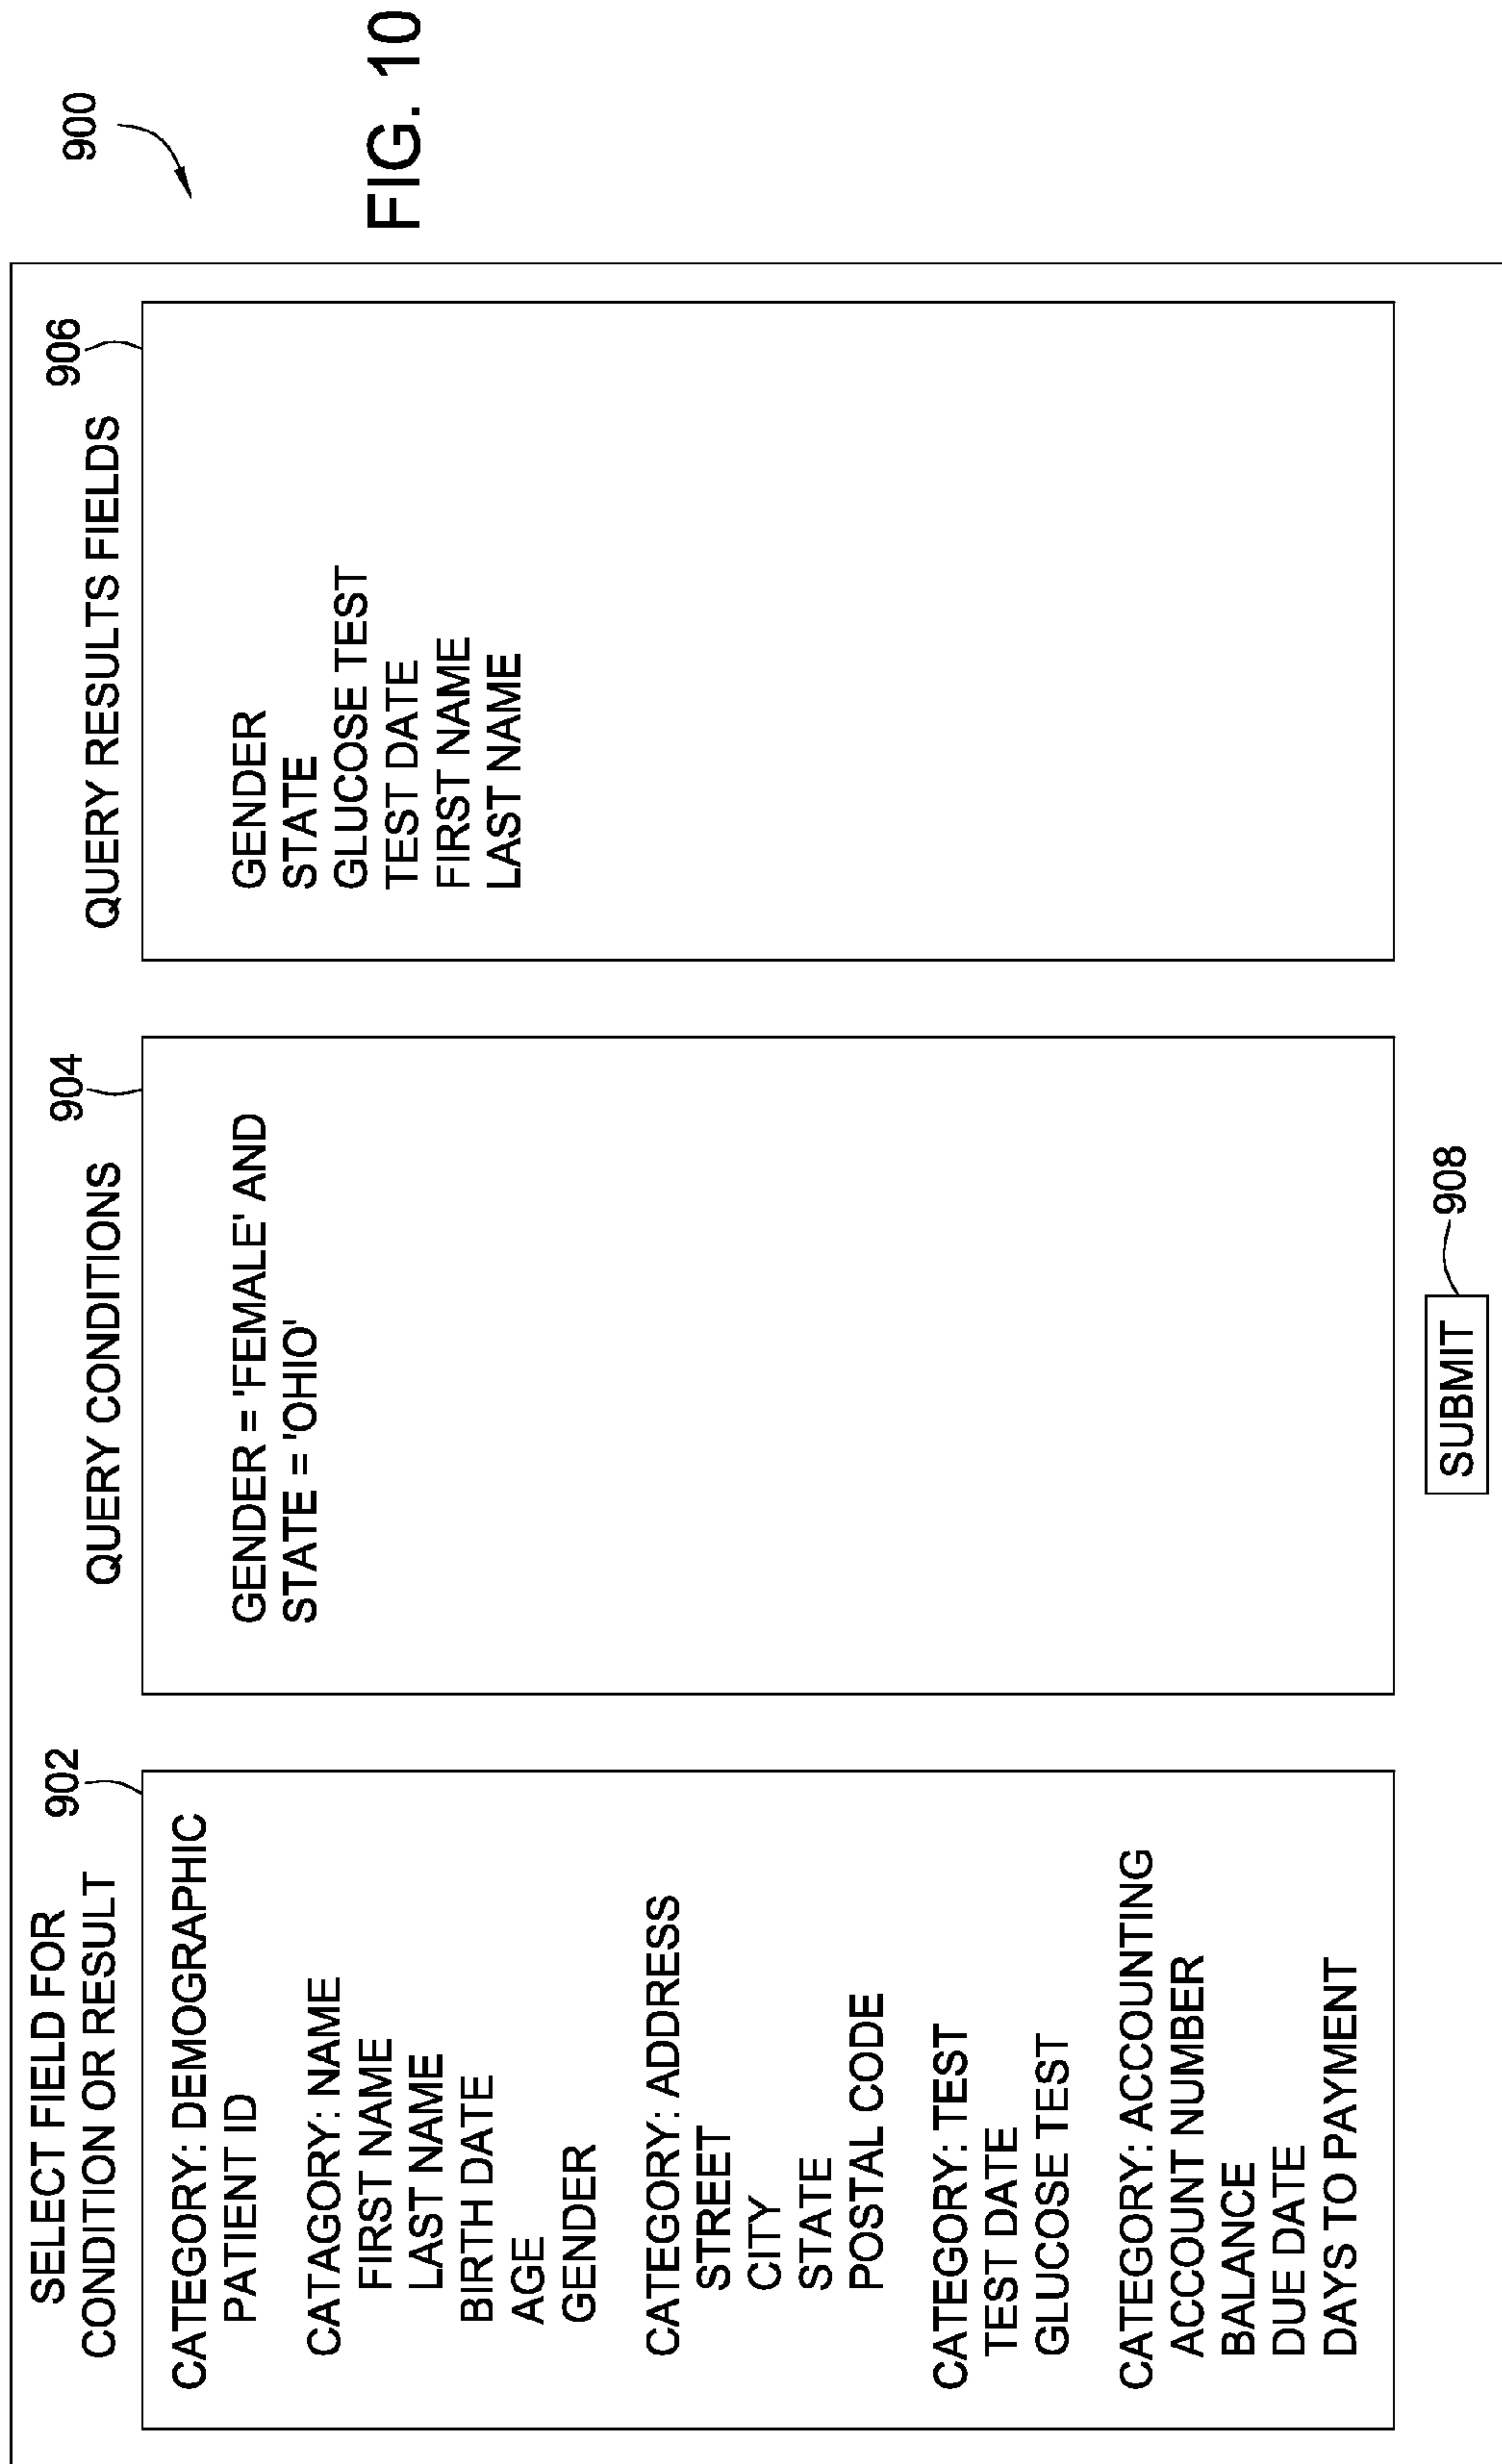 900
FIG. 10
SELECT FIELD FOR
CONDITION OR RESULT
902
CATEGORY: DEMOGRAPHIC
PATIENT ID
CATAGORY: NAME
FIRST NAME
LAST NAME
BIRTH DATE
AGE
GENDER
CATEGORY: ADDRESS
STREET
CITY
STATE
POSTAL CODE
CATEGORY: TEST
TEST DATE
GLUCOSE TEST
CATEGORY: ACCOUNTING
ACCOUNT NUMBER
BALANCE
DUE DATE
DAYS TO PAYMENT
QUERY CONDITIONS
904
GENDER = 'FEMALE' AND
STATE = 'OHIO'
QUERY RESULTS FIELDS
906
GENDER
STATE
GLUCOSE TEST
TEST DATE
FIRST NAME
LAST NAME
SUBMIT
908